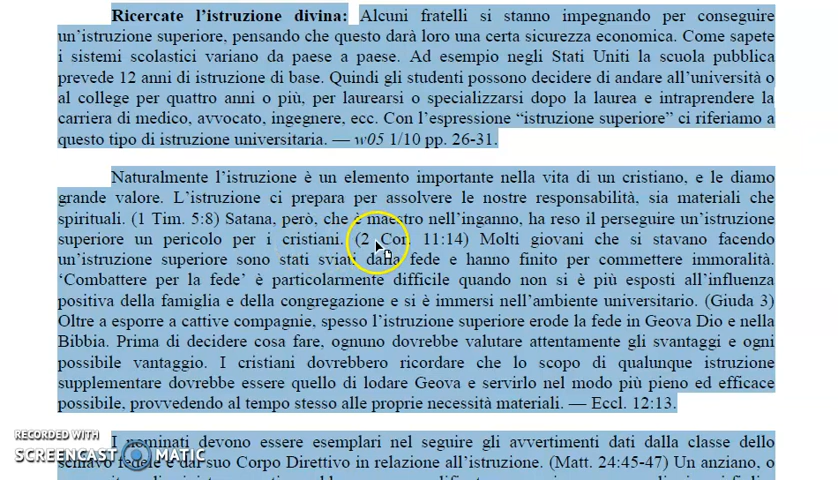 Ricercate l’istruzione divina: Alcuni fratelli si stanno impegnando per conseguire
un’istruzione superiore, pensando che questo darà loro una certa sicurezza economica. Come sapete
i sistemi scolastici variano da paese a paese. Ad esempio negli Stati Uniti la scuola pubblica
prevede 12 anni di istruzione di base. Quindi gli studenti possono decidere di andare all’università o
al college per quattro anni o più, per laurearsi o specializzarsi dopo la laurea e intraprendere la
carriera di medico, avvocato, ingegnere, ecc. Con l’espressione “istruzione superiore” ci riferiamo a
questo tipo di istruzione universitaria. — w05 1/10 pp. 26-31.
Naturalmente l’istruzione è un elemento importante nella vita di un cristiano, e le diamo
grande valore. L’istruzione ci prepara per assolvere le nostre responsabilità, sia materiali che
spirituali. (1 Tim. 5:8) Satana, però, che è maestro nell’inganno, ha reso il perseguire un’istruzione
superiore un pericolo per i cristiani. (2 Cor. 11:14) Molti giovani che si stavano facendo
un’istruzione superiore sono stati sviati dalla fede e hanno finito per commettere immoralità.
‘Combattere per la fede’ è particolarmente difficile quando non si è più esposti all’influenza
positiva della famiglia e della congregazione e si è immersi nell’ambiente universitario. (Giuda 3)
Oltre a esporre a cattive compagnie, spesso l’istruzione superiore erode la fede in Geova Dio e nella
Bibbia. Prima di decidere cosa fare, ognuno dovrebbe valutare attentamente gli svantaggi e ogni
possibile vantaggio. I cristiani dovrebbero ricordare che lo scopo di qualunque istruzione
supplementare dovrebbe essere quello di lodare Geova e servirlo nel modo più pieno ed efficace
possibile, provvedendo al tempo stesso alle proprie necessità materiali. — Eccl. 12:13.
I nominati devono essere esemplari nel seguire gli avvertimenti dati dalla classe dello
schiavo fedele e dal suo Corpo Direttivo in relazione all’istruzione. (Matt. 24:45-47) Un anziano, o
RECORDED WITH
SCREENCAST MATIC